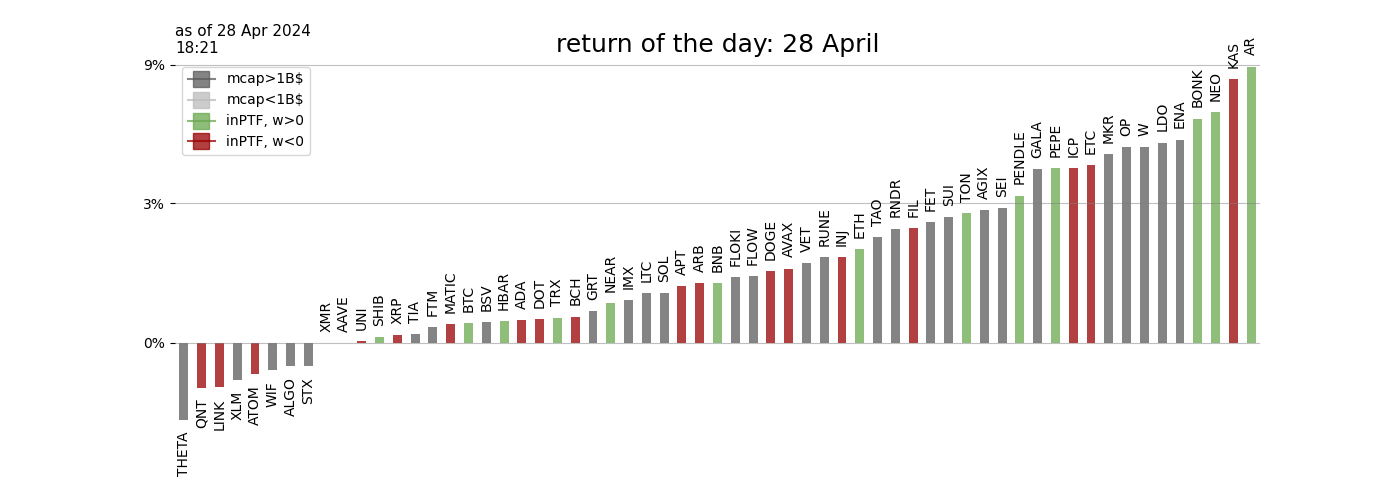 as of 28 Apr 2024
18:21
return of the day: 28 April
9%
3%
0%
mcap>1B$
mcap<1B$
inPTF, w>0
inPTF, w<0
THETA
QNT
LINK
XLM
ATOM
WIF
ALGO
STX
XMR
AAVE
UNI
SHIB
XRP
TIA
FTM
MATIC
BTC
BSV
HBAR
ADA
DOT
TRX
BCH
GRT
NEAR
IMX
LTC
SOL
APT
ARB
BNB
FLOKI
FLOW
DOGE
AVAX
VET
RUNE
INJ
ETH
TAO
RNDR
FIL
FET
SUI
TON
AGIX
SEI
PENDLE
GALA
PEPE
ICP
ETC
MKR
OP
W
LDO
ENA
BONK
NEO
KAS
AR